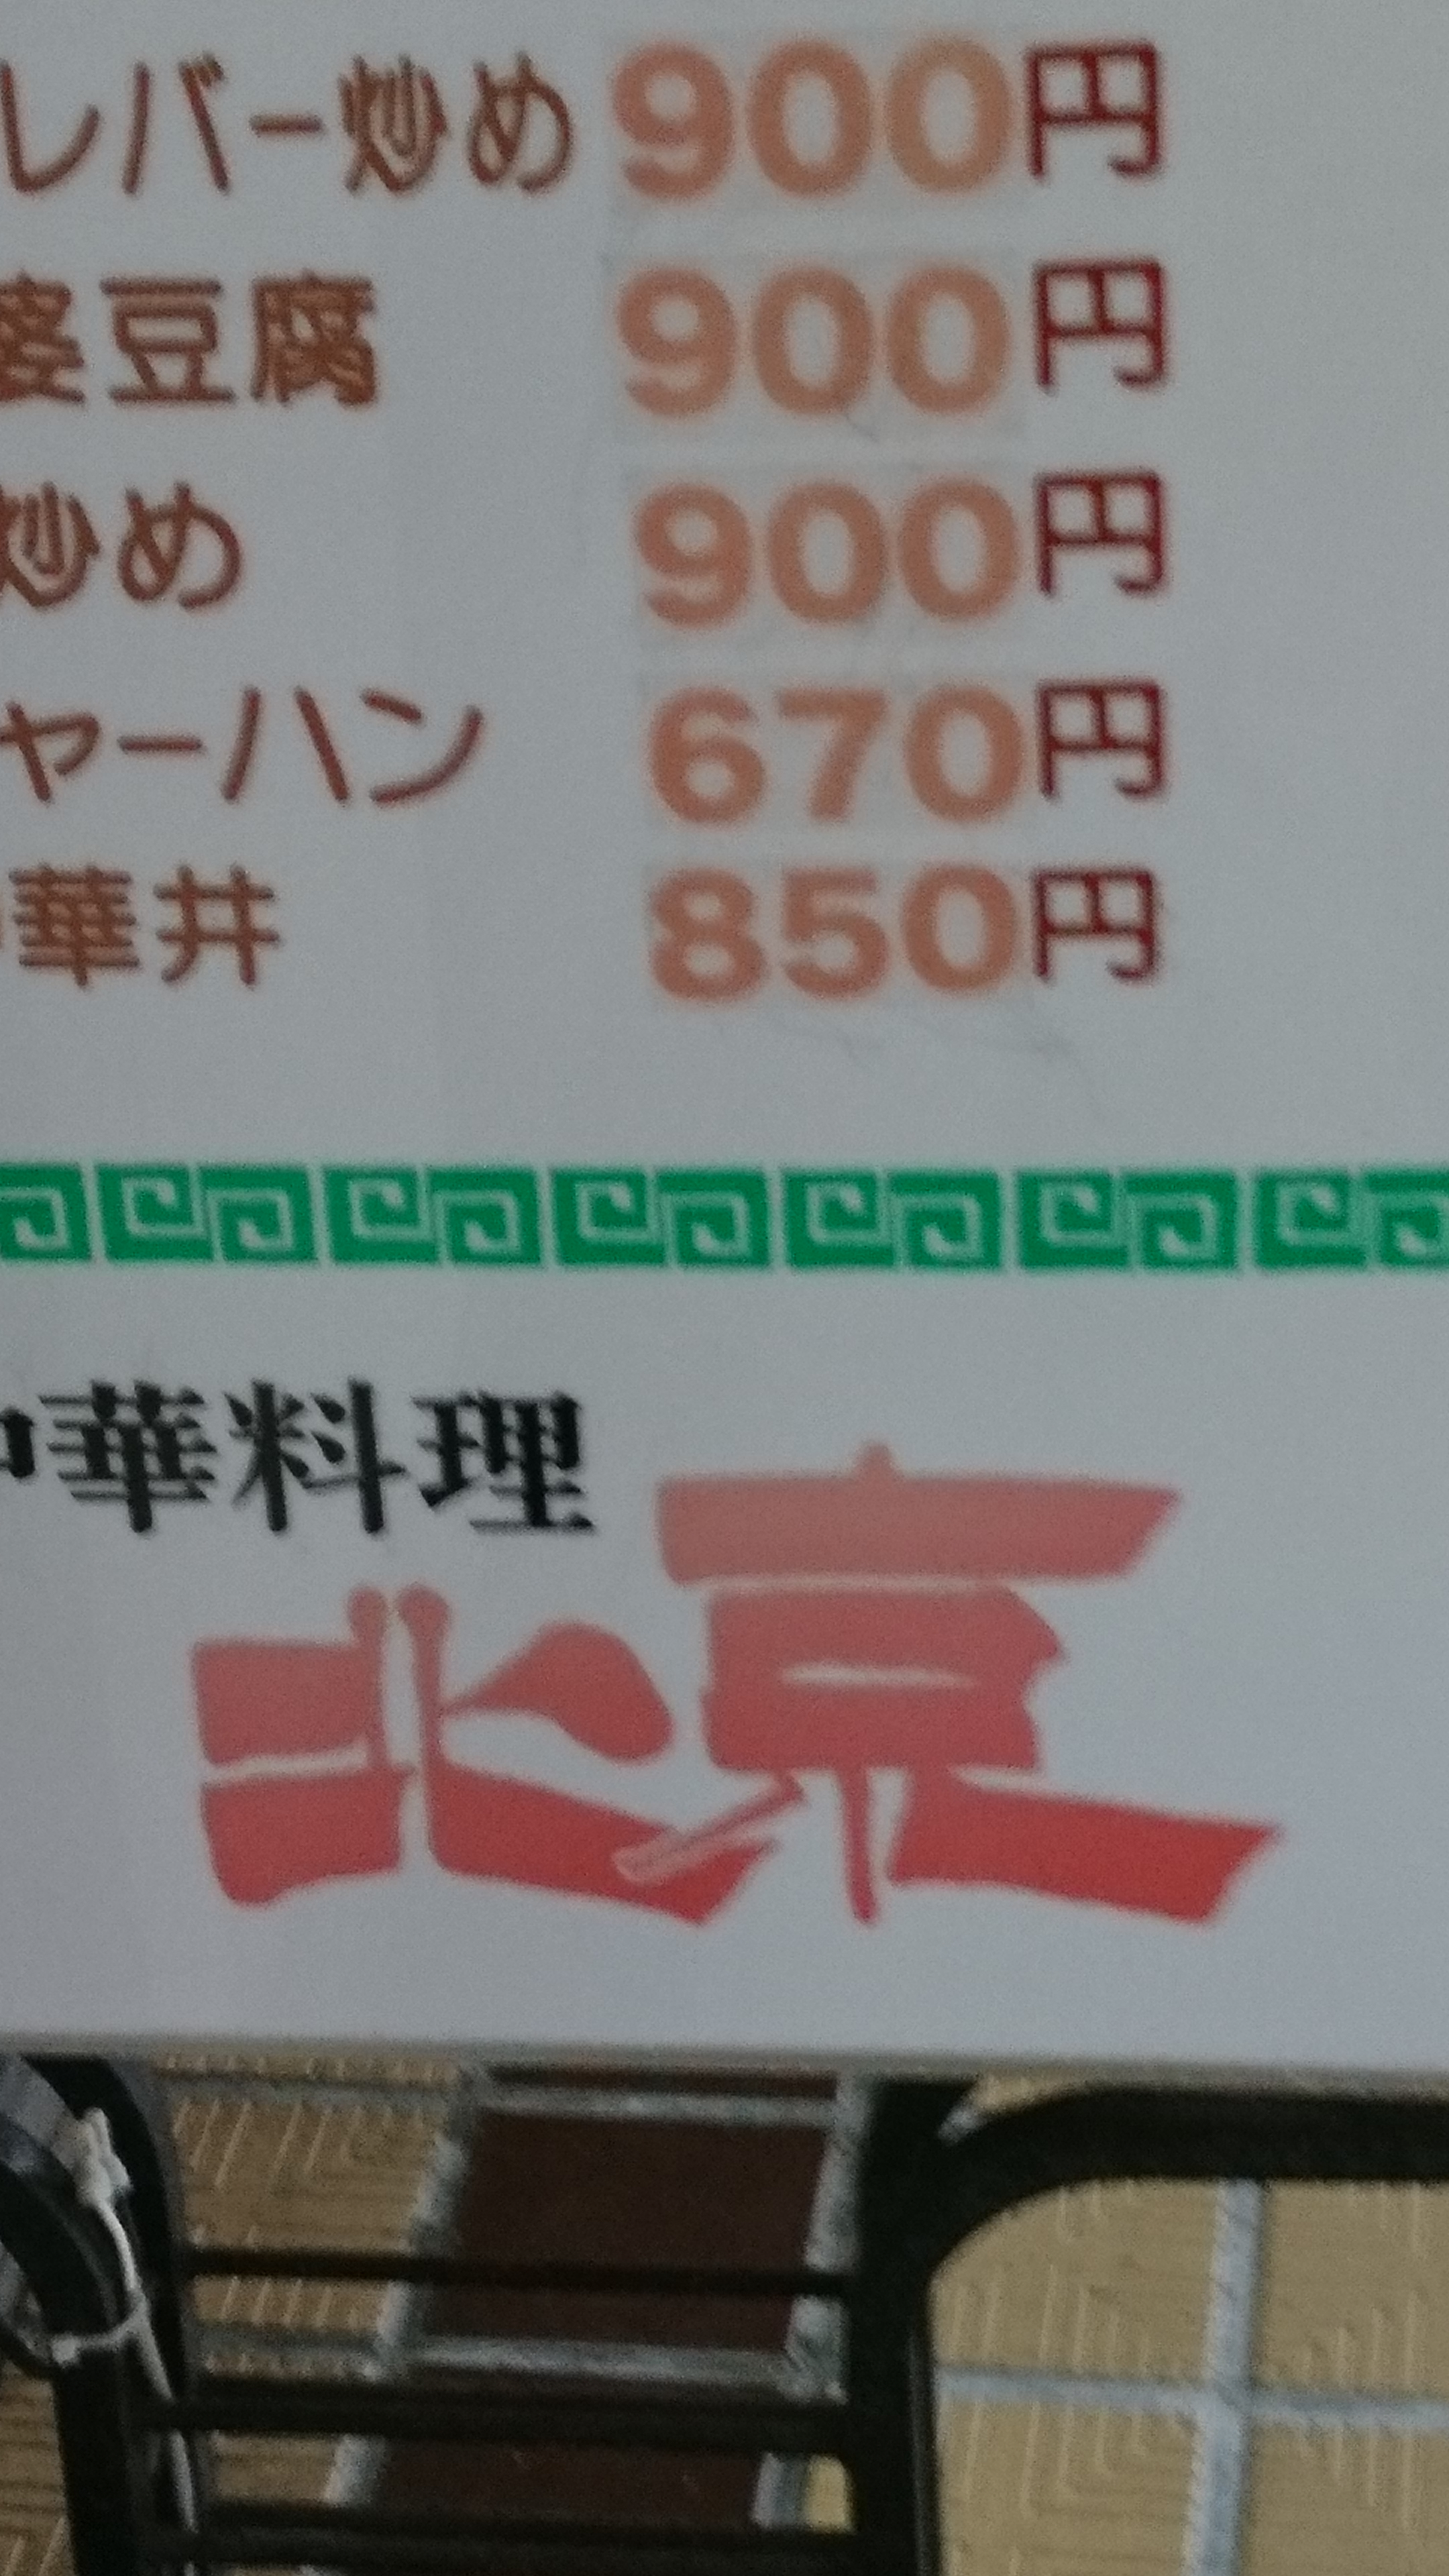 レバー炒め 900円
婆豆腐 900円
炒め 900円
ャーハン 670円
華丼 850円
中華料理
北京